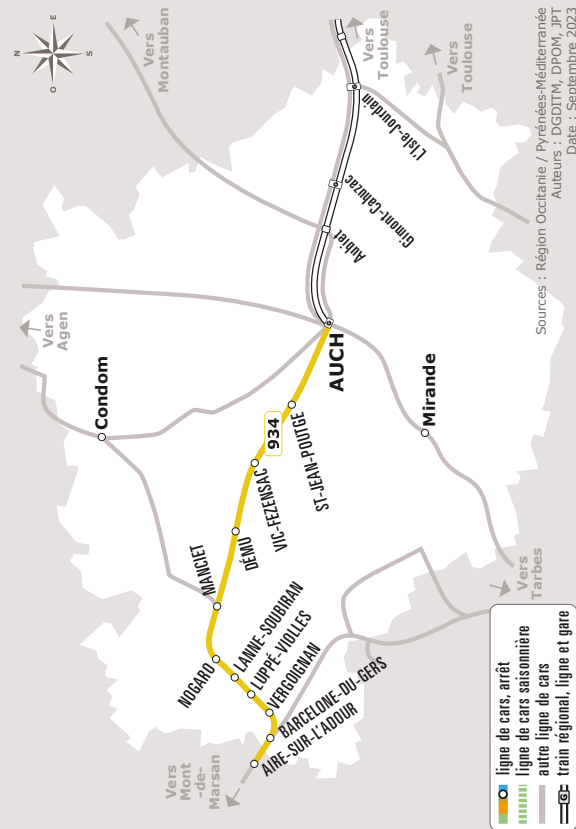 N
E
S
O
Vers
Montauban
Vers
Toulouse
Vers
Toulouse
Vers
Agen
Condom
L'Isle-Jourdain
Gimont-Cahuzac
Aubiet
AUCH
Mirande
934
ST-JEAN-POUTGE
VIC-FEZENSAC
DÉMU
MANCIET
NOGARO
LANNE-SOUBIRAN
LUPPÉ-VIOLLES
VERGOIGNAN
BARCELONE-DU-GERS
AIRE-SUR-L'ADOUR
Vers
Mont
-de-
Marsan
Vers
Tarbes
ligne de cars, arrêt
ligne de cars saisonnière
autre ligne de cars
G
train régional, ligne et gare
Sources : Région Occitanie / Pyrénées-Méditerranée
Auteurs : DGDITM, DPOM, JPT
Date : Septembre 2023